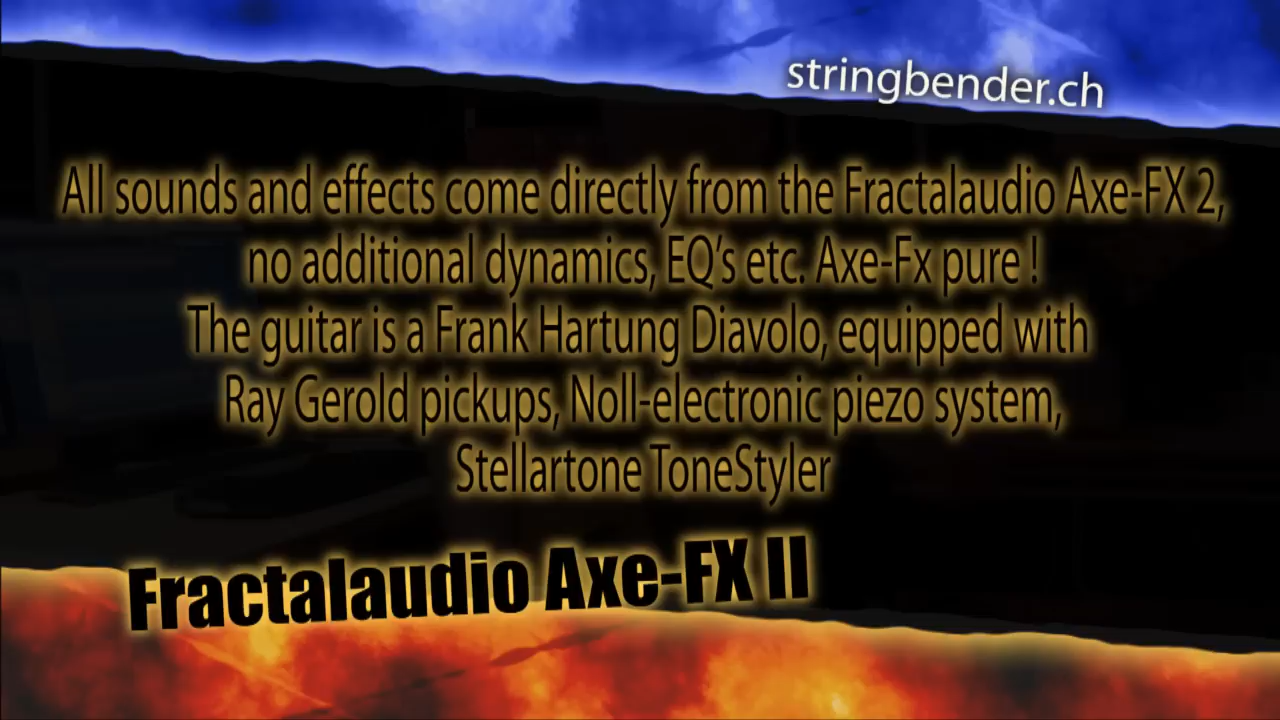 stringbender.ch
All sounds and effects come directly from the Fractalaudio Axe-FX 2,
no additional dynamics, EQ's etc. Axe-Fx pure !
The guitar is a Frank Hartung Diavolo, equipped with
Ray Gerold pickups, Noll-electronic piezo system,
Stellartone ToneStyler
Fractalaudio Axe-FX II